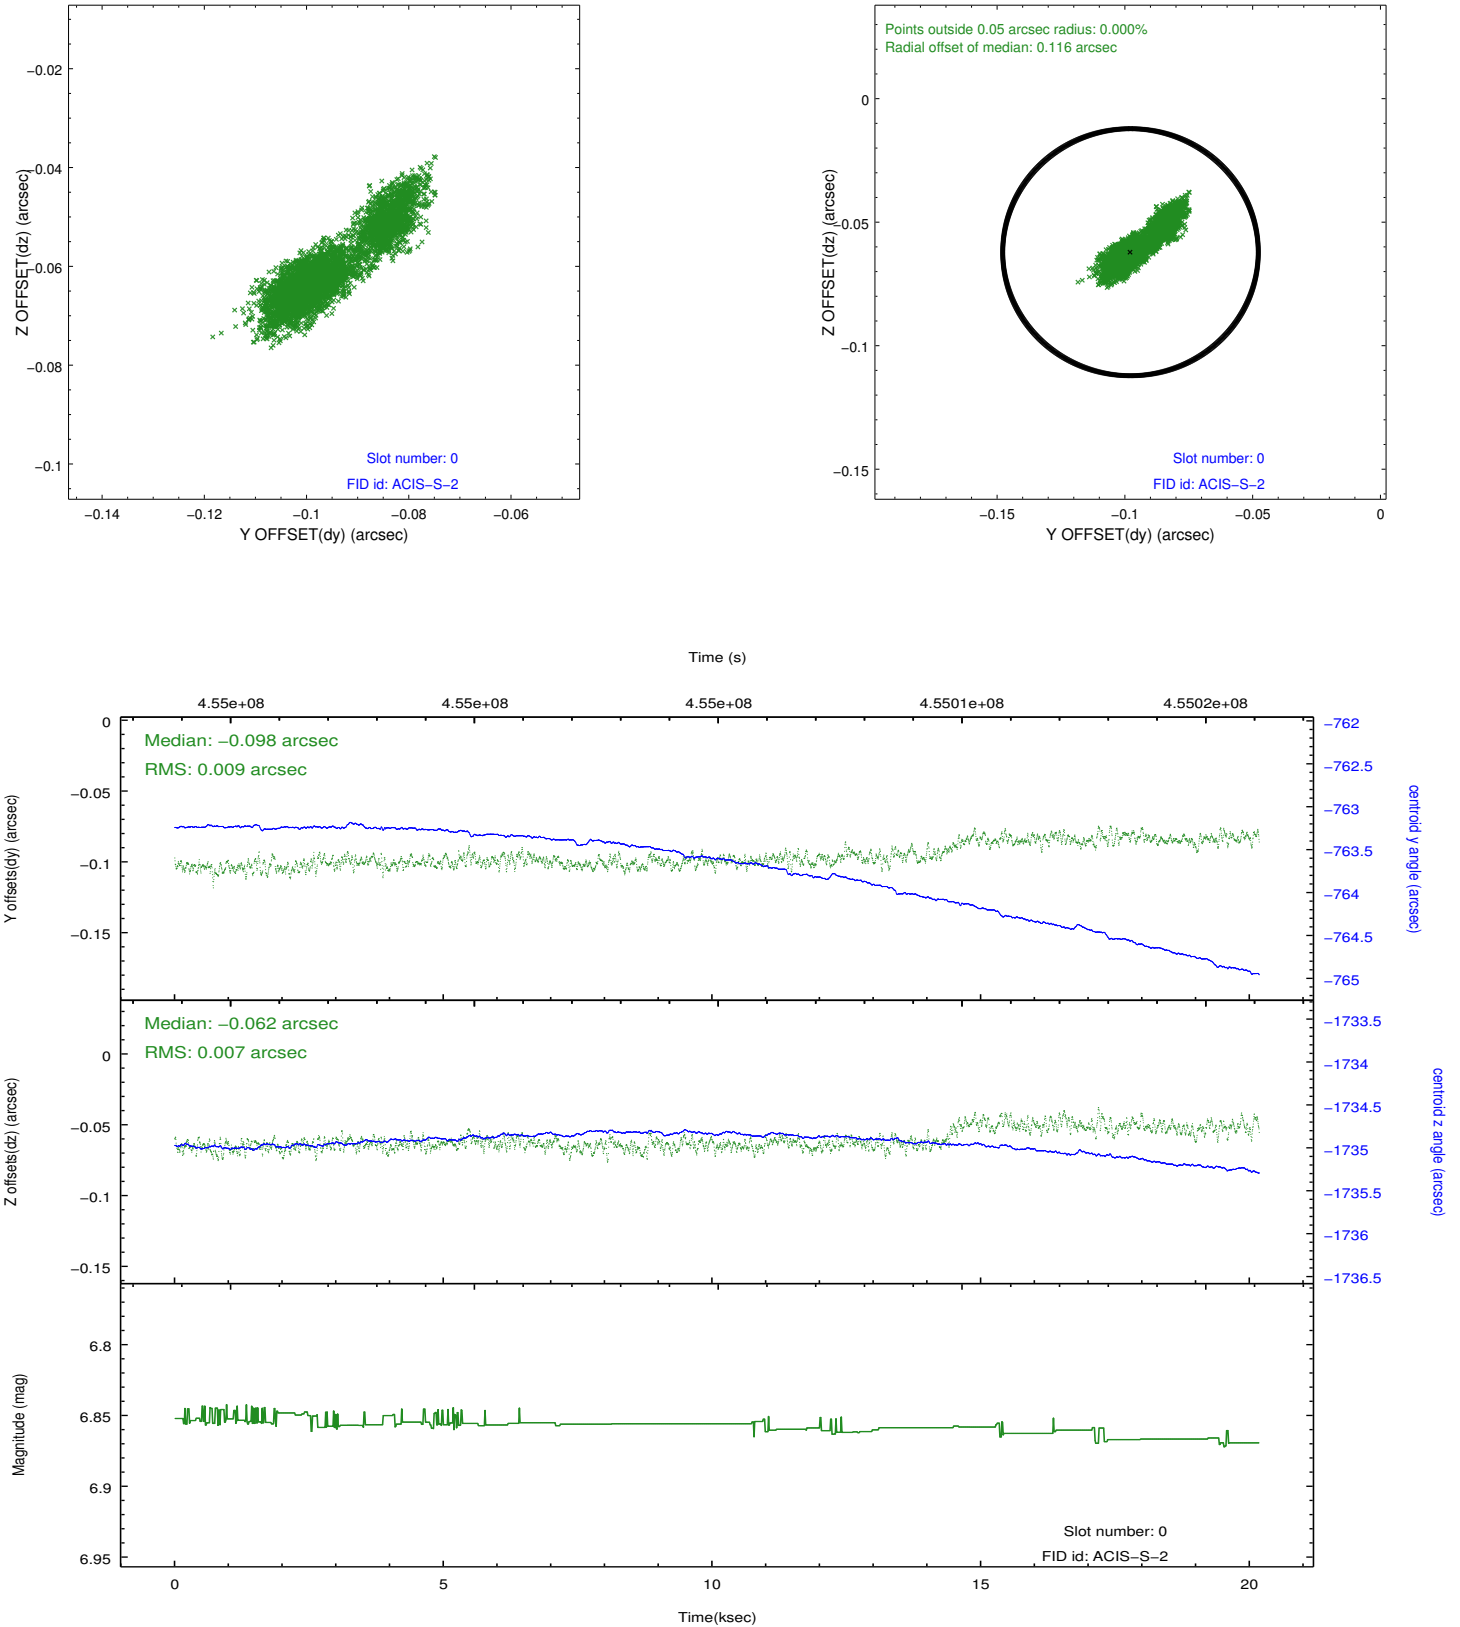 −0.02
−0.04
−0.06
−0.08
−0.1
Z OFFSET(dz) (arcsec)
Slot number: 0
FID id: ACIS−S−2
−0.14 −0.12 −0.1 −0.08 −0.06
Y OFFSET(dy) (arcsec)
Points outside 0.05 arcsec radius: 0.000%
Radial offset of median: 0.116 arcsec
0
−0.05
−0.1
−0.15
Z OFFSET(dz) (arcsec)
Slot number: 0
FID id: ACIS−S−2
−0.15 −0.1 −0.05 0
Y OFFSET(dy) (arcsec)
Time (s)
4.55e+08 4.55e+08 4.55e+08 4.5501e+08 4.5502e+08
Median: −0.098 arcsec
RMS: 0.009 arcsec
0
−0.05
−0.1
−0.15
Y offsets(dy) (arcsec)
−762
−762.5
−763
−763.5
−764
−764.5
−765
centroid y angle (arcsec)
Median: −0.062 arcsec
RMS: 0.007 arcsec
0
−0.05
−0.1
−0.15
Z offsets(dz) (arcsec)
−1733.5
−1734
−1734.5
−1735
−1735.5
−1736
−1736.5
centroid z angle (arcsec)
6.8
6.85
6.9
6.95
Magnitude (mag)
Slot number: 0
FID id: ACIS−S−2
0 5 10 15 20
Time(ksec)